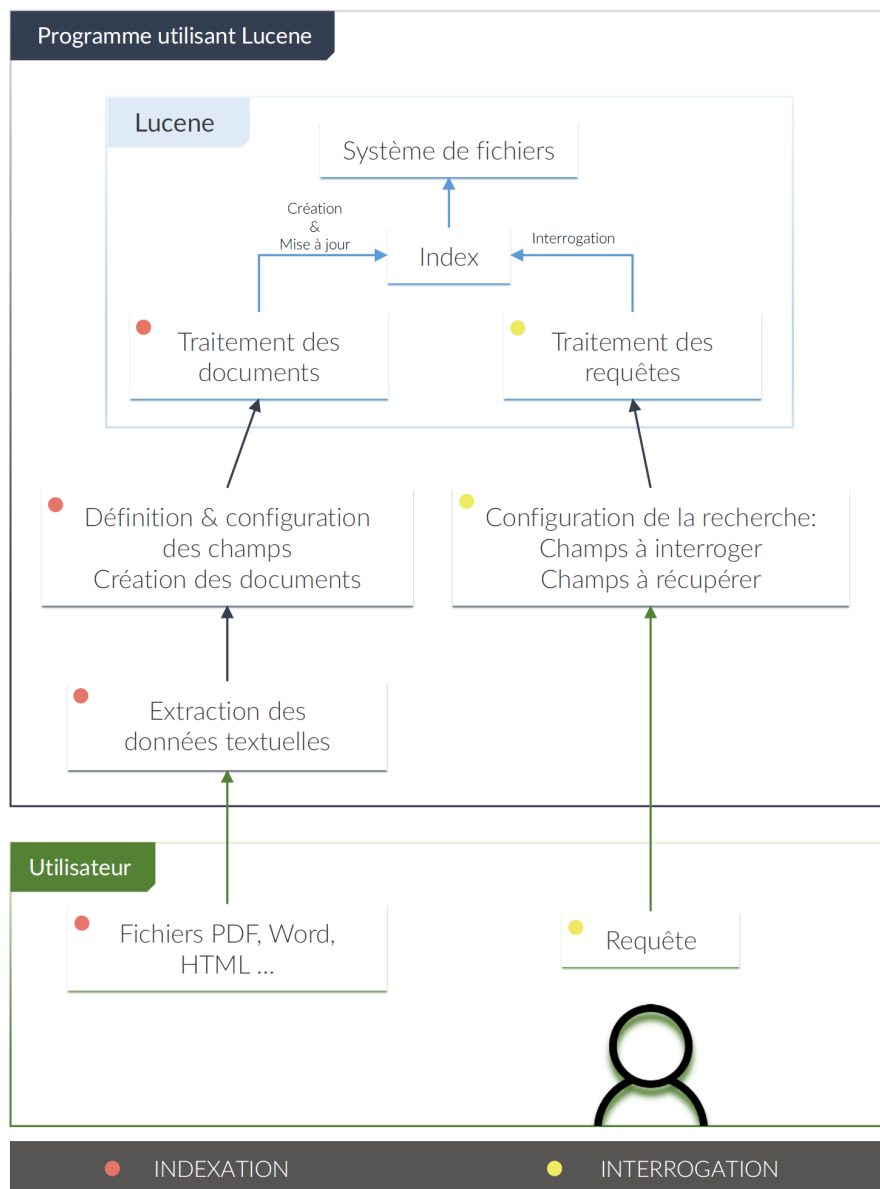 Programme utilisant Lucene
Lucene
Système de fichiers
Création
&
Mise à jour
Index
Interrogation
Traitement des
documents
Traitement des
requêtes
Définition & configuration
des champs
Création des documents
Configuration de la recherche:
Champs à interroger
Champs à récupérer
Extraction des
données textuelles
Utilisateur
Fichiers PDF, Word,
HTML ...
Requête
INDEXATION
INTERROGATION